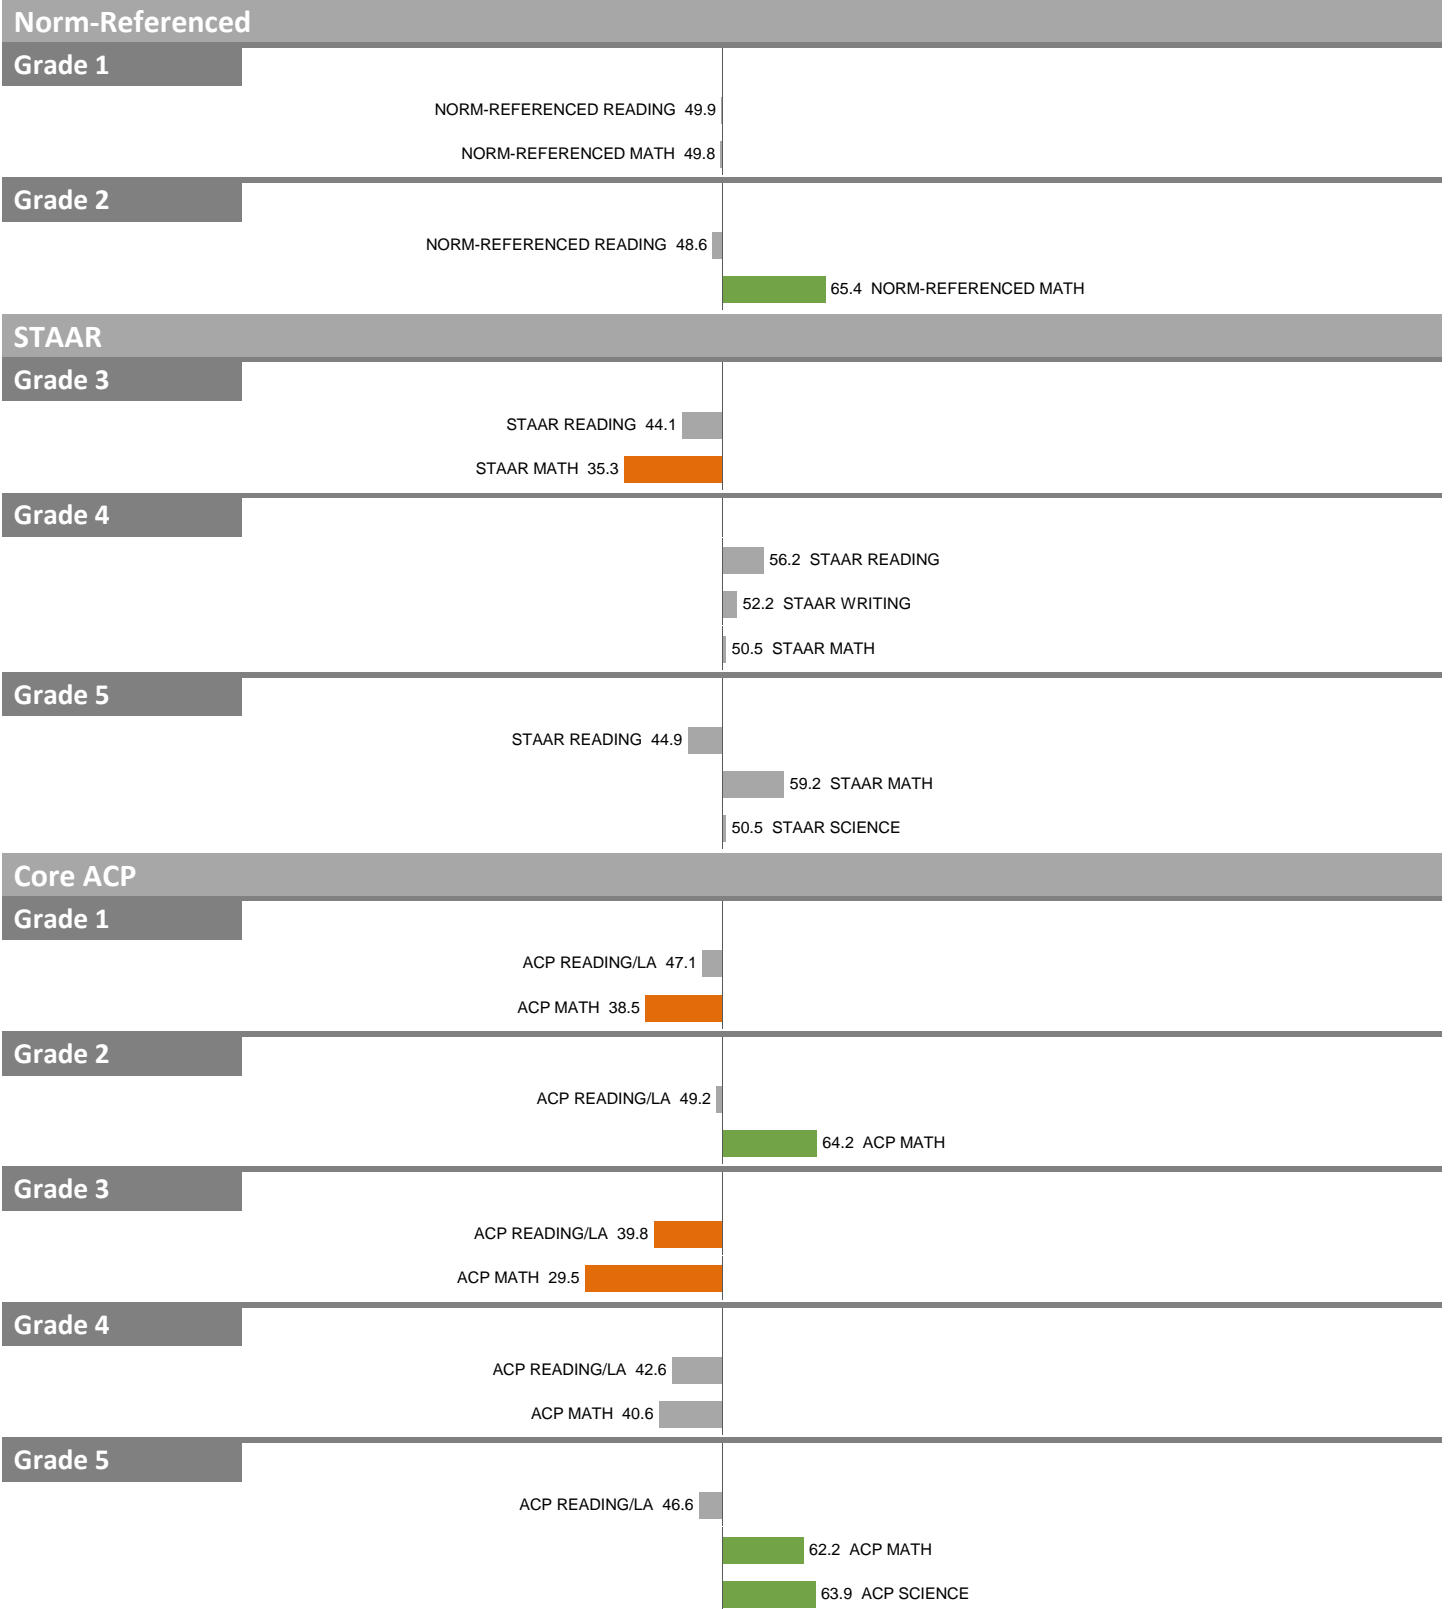 Norm-Referenced
Grade 1
NORM-REFERENCED READING 49.9
NORM-REFERENCED MATH 49.8
Grade 2
NORM-REFERENCED READING 48.6
65.4 NORM-REFERENCED MATH
STAAR
Grade 3
STAAR READING 44.1
STAAR MATH 35.3
Grade 4
56.2 STAAR READING
52.2 STAAR WRITING
50.5 STAAR MATH
Grade 5
STAAR READING 44.9
59.2 STAAR MATH
50.5 STAAR SCIENCE
Core ACP
Grade 1
ACP READING/LA 47.1
ACP MATH 38.5
Grade 2
ACP READING/LA 49.2
64.2 ACP MATH
Grade 3
ACP READING/LA 39.8
ACP MATH 29.5
Grade 4
ACP READING/LA 42.6
ACP MATH 40.6
Grade 5
ACP READING/LA 46.6
62.2 ACP MATH
63.9 ACP SCIENCE